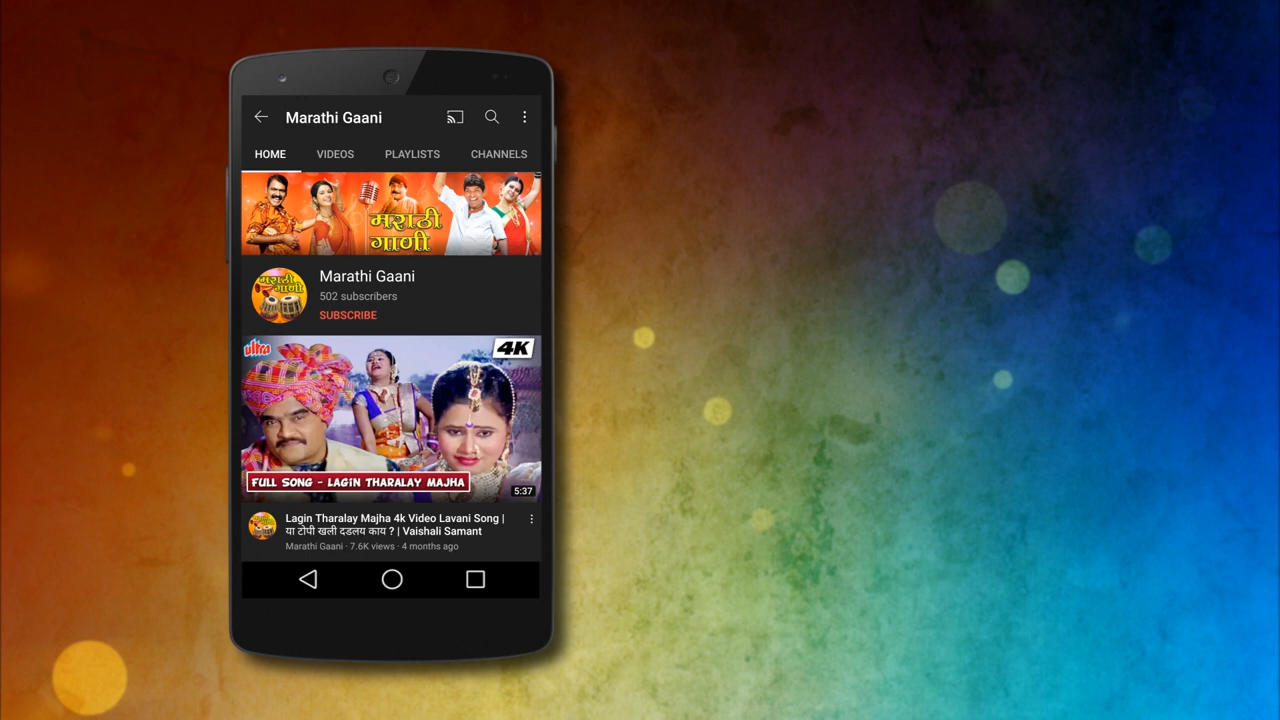 Marathi Gaani
HOME VIDEOS PLAYLISTS CHANNELS
मराठी
गाणी
मराठी
गाणी
Marathi Gaani
502 subscribers
SUBSCRIBE
ultra
4K
FULL SONG - LAGIN THARALAY MAJHA
5:37
Lagin Tharalay Majha 4k Video Lavani Song |
या टोपी खली दडलय काय ? | Vaishali Samant
Marathi Gaani · 7.6K views · 4 months ago